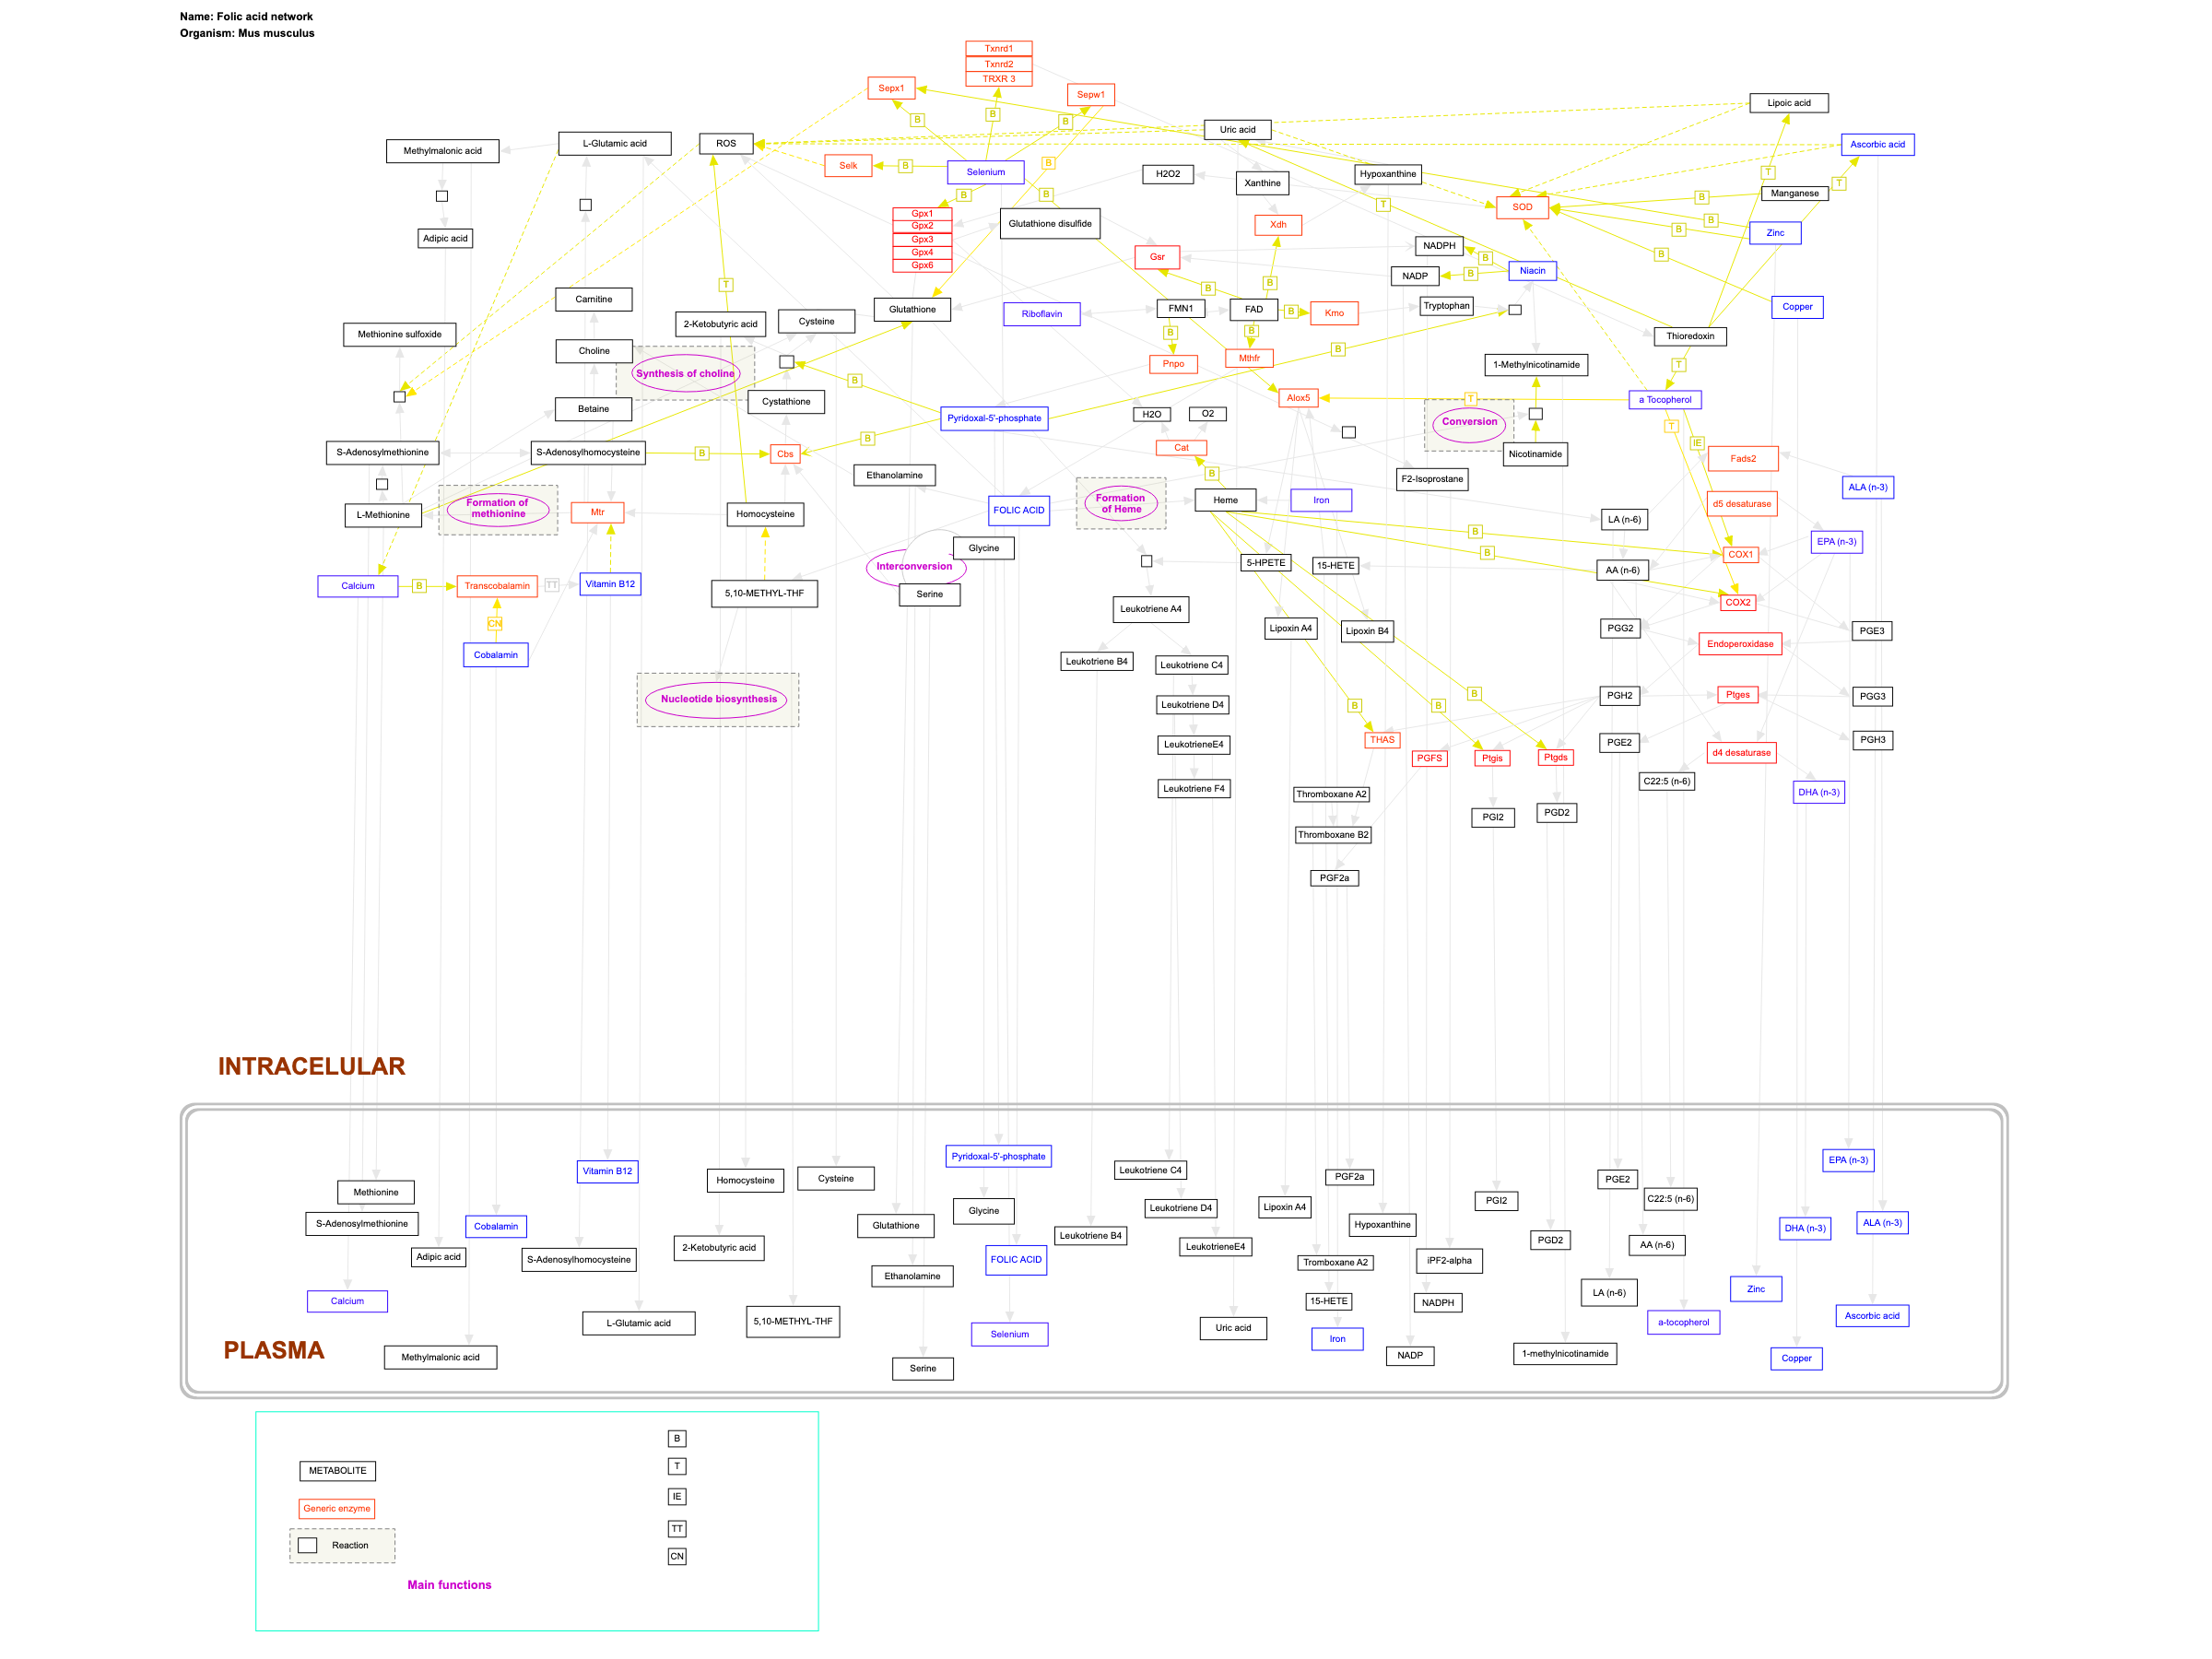 Name: Folic acid network
Organism: Mus musculus
Txnrd1
Txnrd2
TRXR 3
Sepx1
Sepw1
Lipoic acid
B
B
B
Uric acid
Methylmalonic acid
L-Glutamic acid
ROS
Ascorbic acid
Selk
B
Selenium
B
H2O2
Hypoxanthine
T
Xanthine
T
Manganese
B
B
B
T
SOD
B
Gpx1
Gpx2
Gpx3
Gpx4
Gpx6
Glutathione disulfide
Xdh
B
Zinc
Adipic acid
NADPH
Gsr
B
B
NADP
B
Niacin
T
B
B
Carnitine
Glutathione
Riboflavin
FMN1
FAD
B
Kmo
Tryptophan
Copper
Methionine sulfoxide
2-Ketobutyric acid
Cysteine
B
B
Thioredoxin
Choline
B
Pnpo
Mthfr
1-Methylnicotinamide
T
Synthesis of choline
B
Alox5
T
a Tocopherol
Cystathione
Betaine
Pyridoxal-5'-phosphate
H2O
O2
Conversion
T
S-Adenosylmethionine
S-Adenosylhomocysteine
B
Cbs
B
Cat
Nicotinamide
IE
Fads2
Ethanolamine
B
F2-Isoprostane
ALA (n-3)
Formation of
methionine
L-Methionine
Mtr
Homocysteine
FOLIC ACID
Formation
of Heme
Heme
Iron
d5 desaturase
LA (n-6)
B
EPA (n-3)
Glycine
B
COX1
Interconversion
5-HPETE
15-HETE
AA (n-6)
Calcium
B
Transcobalamin
TT
Vitamin B12
5,10-METHYL-THF
Serine
COX2
Leukotriene A4
CN
Lipoxin A4
Lipoxin B4
PGG2
PGE3
Endoperoxidase
Cobalamin
Leukotriene B4
Leukotriene C4
Nucleotide biosynthesis
Leukotriene D4
B
B
B
PGH2
Ptges
PGG3
LeukotrieneE4
THAS
PGE2
PGH3
PGFS
Ptgis
Ptgds
d4 desaturase
Leukotriene F4
C22:5 (n-6)
DHA (n-3)
Thromboxane A2
PGI2
PGD2
Thromboxane B2
PGF2a
INTRACELULAR
Pyridoxal-5'-phosphate
EPA (n-3)
Vitamin B12
Leukotriene C4
Homocysteine
Cysteine
PGF2a
PGE2
Methionine
C22:5 (n-6)
PGI2
Glycine
Leukotriene D4
Lipoxin A4
S-Adenosylmethionine
Cobalamin
Glutathione
Hypoxanthine
DHA (n-3)
ALA (n-3)
Leukotriene B4
PGD2
2-Ketobutyric acid
LeukotrieneE4
AA (n-6)
Adipic acid
S-Adenosylhomocysteine
FOLIC ACID
Tromboxane A2
iPF2-alpha
Ethanolamine
Zinc
LA (n-6)
Calcium
15-HETE
NADPH
Ascorbic acid
L-Glutamic acid
5,10-METHYL-THF
Selenium
Uric acid
Iron
a-tocopherol
PLASMA
Methylmalonic acid
Serine
NADP
1-methylnicotinamide
Copper
B
METABOLITE
T
IE
Generic enzyme
TT
Reaction
CN
Main functions